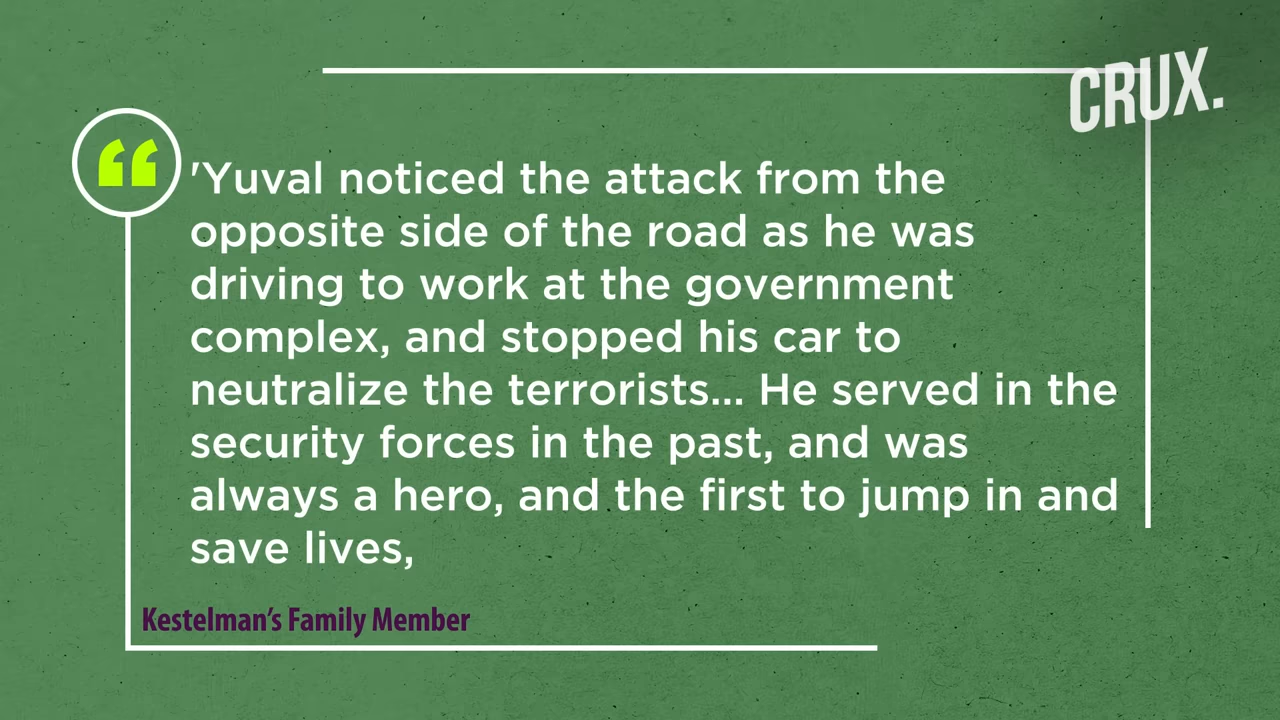 CRUX.
“
'Yuval noticed the attack from the
opposite side of the road as he was
driving to work at the government
complex, and stopped his car to
neutralize the terrorists... He served in the
security forces in the past, and was
always a hero, and the first to jump in and
save lives,
Kestelman’s Family Member